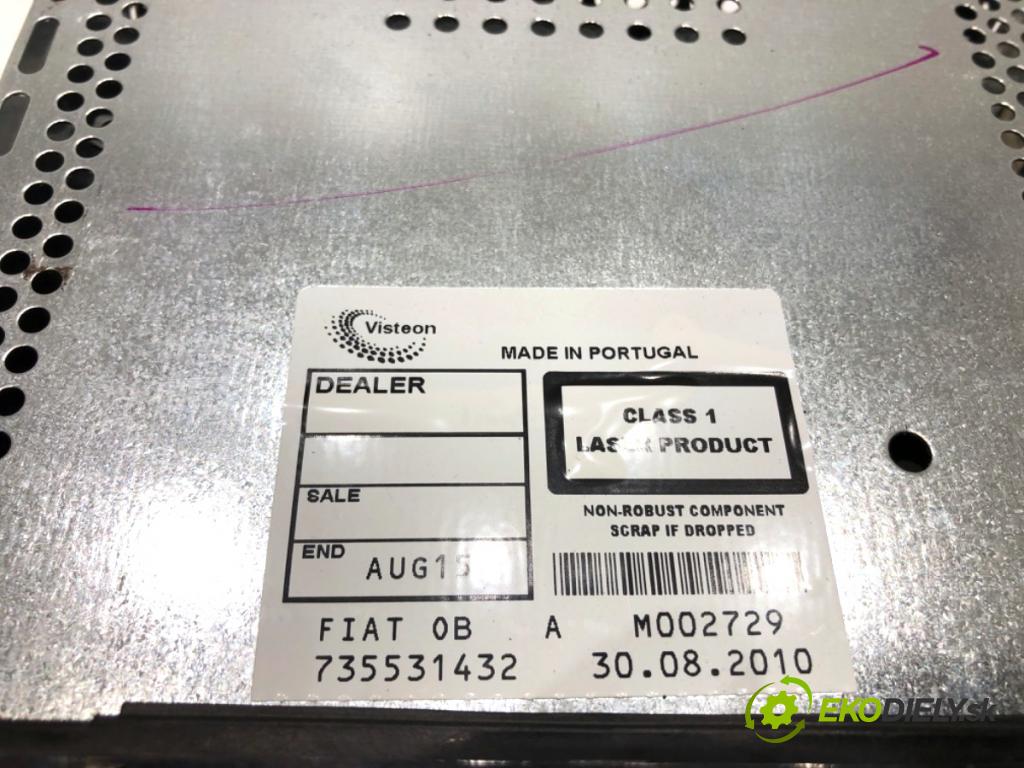 Visteon
MADE IN PORTUGAL
DEALER
CLASS 1
LASER PRODUCT
SALE
NON-ROBUST COMPONENT
SCRAP IF DROPPED
END AUG15
FIAT 0B A M002729
735531432 30.08.2010
EKODIELY.sk